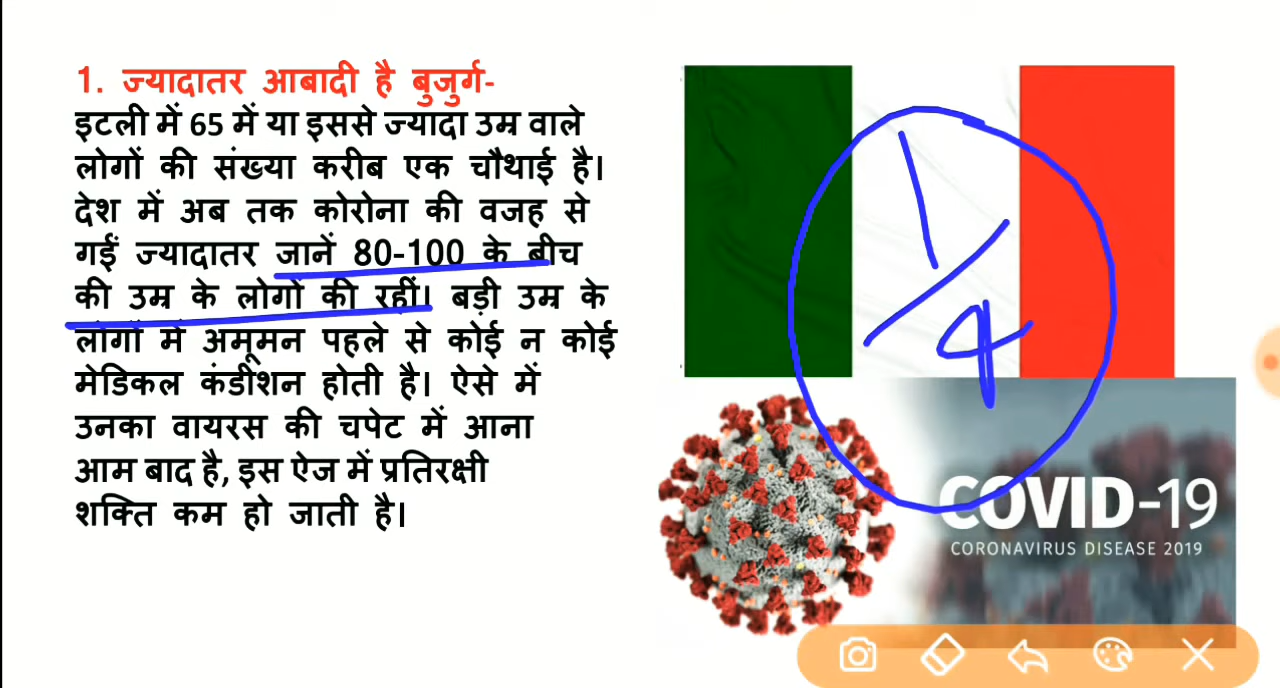 1. ज्यादातर आबादी है बुजुर्ग-
इटली में 65 में या इससे ज्यादा उम्र वाले
लोगों की संख्या करीब एक चौथाई है।
देश में अब तक कोरोना की वजह से
गईं ज्यादातर जानें 80-100 के बीच
की उम्र के लोगों की रहीं। बड़ी उम्र के
लोगों में अमूमन पहले से कोई न कोई
मेडिकल कंडीशन होती है। ऐसे में
उनका वायरस की चपेट में आना
आम बाद है, इस ऐज में प्रतिरक्षी
शक्ति कम हो जाती है।
1/4
COVID-19
CORONAVIRUS DISEASE 2019